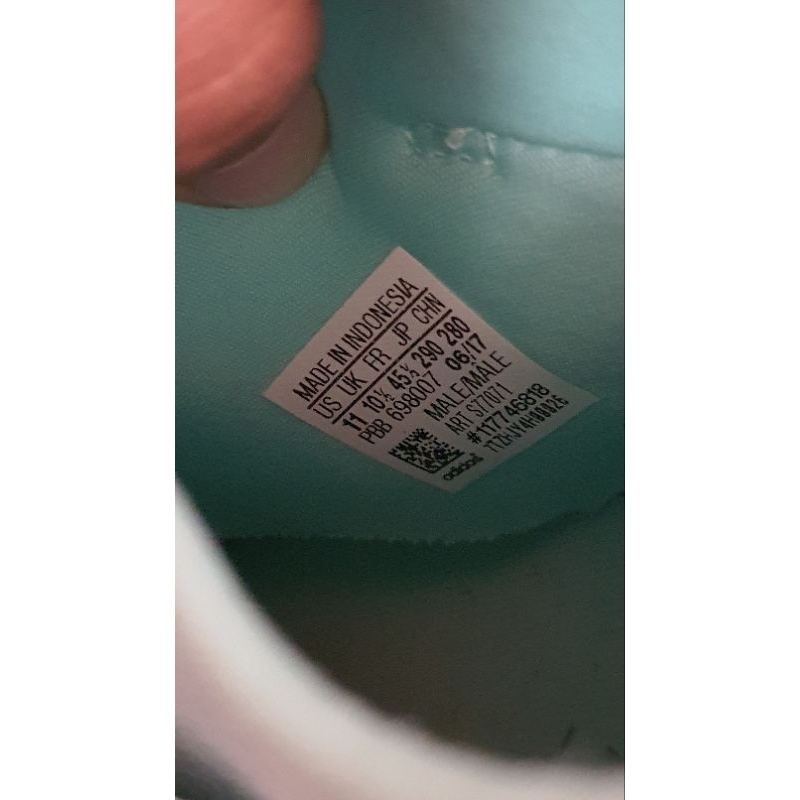 MADE IN INDONESIA
US UK FR JP CHN
11 10½ 45⅓ 290 280
PBB 698007 06/17
MALE/MALE
ART S77071
#117746818
adidas